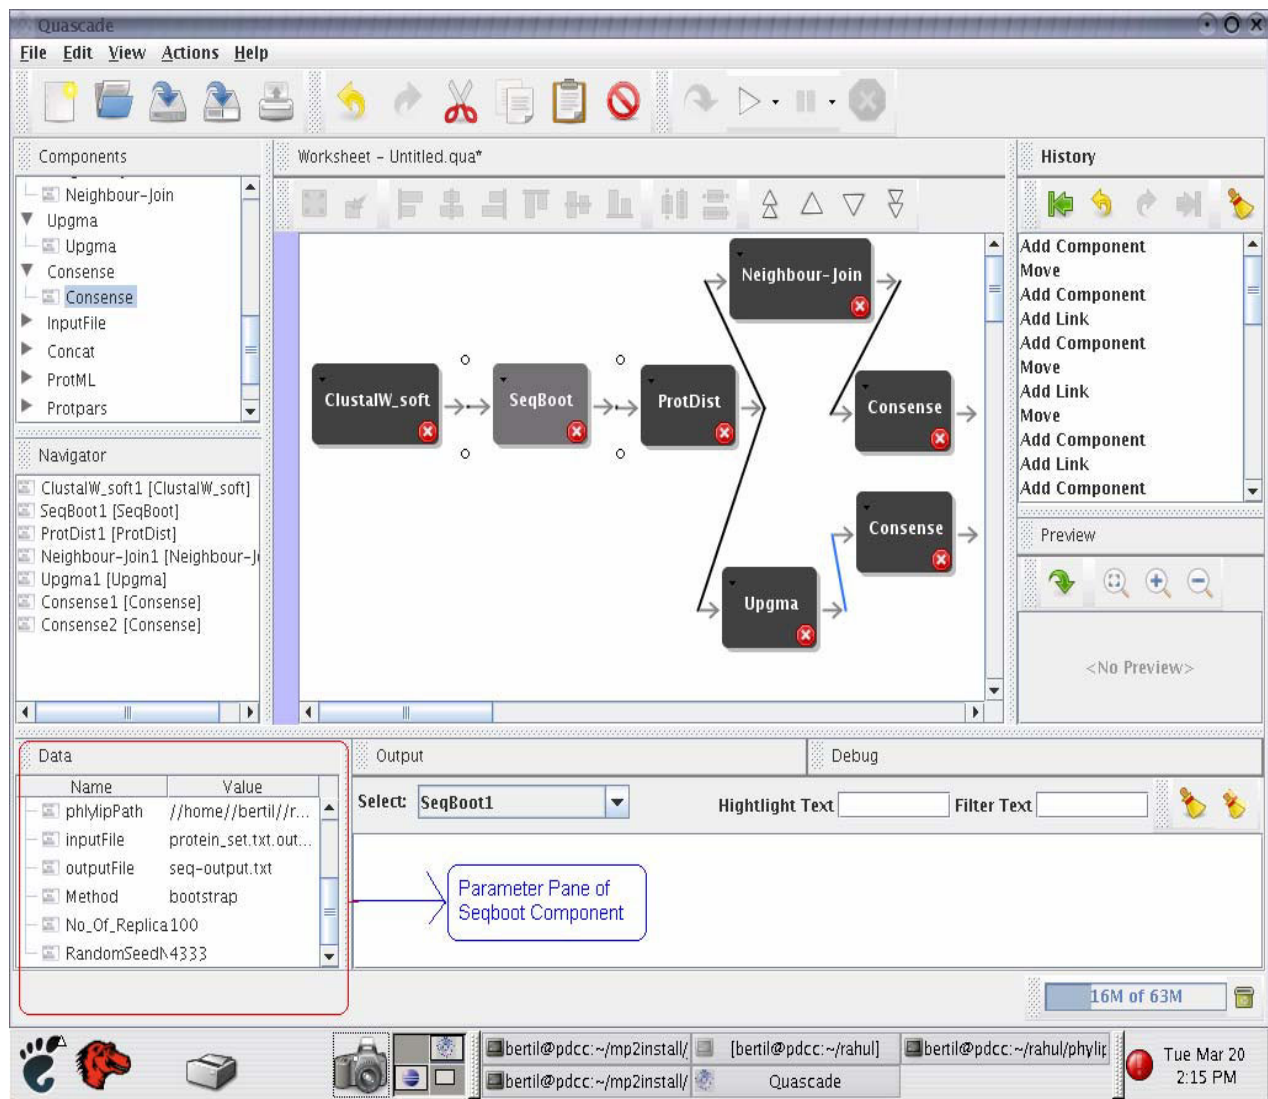 Quascade
File Edit View Actions Help
Components
Neighbour-Join
Upgma
Upgma
Consense
Consense
InputFile
Concat
ProtML
Protpars
Navigator
ClustalW_soft1 [ClustalW_soft]
SeqBoot1 [SeqBoot]
ProtDist1 [ProtDist]
Neighbour-Join1 [Neighbour-J
Upgma1 [Upgma]
Consense1 [Consense]
Consense2 [Consense]
Worksheet - Untitled.qua*
Neighbour-Join
ClustalW_soft
SeqBoot
ProtDist
Consense
Consense
Upgma
History
Add Component
Move
Add Component
Add Link
Add Component
Move
Add Link
Move
Add Component
Add Link
Add Component
Preview
<No Preview>
Data
Name Value
phlylipPath //home//bertil//r...
inputFile protein_set.txt.out...
outputFile seq-output.txt
Method bootstrap
No_Of_Replica 100
RandomSeedN 4333
Output
Debug
Select: SeqBoot1
Hightlight Text
Filter Text
Parameter Pane of
Seqboot Component
16M of 63M
bertil@pdcc:~/mp2install/
[bertil@pdcc:~/rahul]
bertil@pdcc:~/rahul/phylip
bertil@pdcc:~/mp2install/
Quascade
Tue Mar 20
2:15 PM